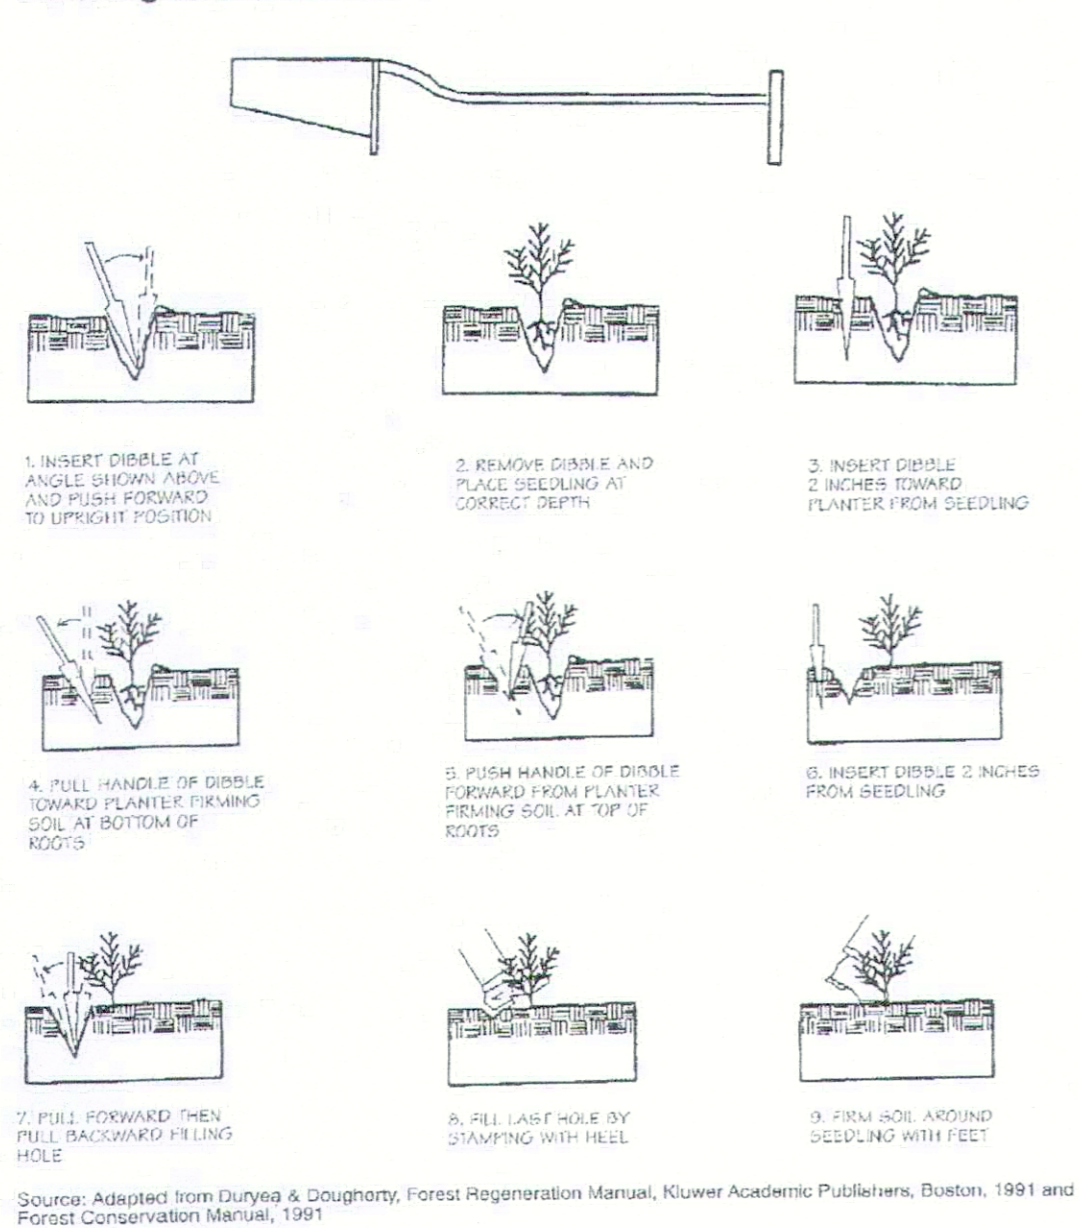 1. INSERT DIBBLE AT
ANGLE SHOWN ABOVE
AND PUSH FORWARD
TO UPRIGHT POSITION
2. REMOVE DIBBLE AND
PLACE SEEDLING AT
CORRECT DEPTH
3. INSERT DIBBLE
2 INCHES TOWARD
PLANTER FROM SEEDLING
4. PULL HANDLE OF DIBBLE
TOWARD PLANTER FIRMING
SOIL AT BOTTOM OF
ROOTS
5. PUSH HANDLE OF DIBBLE
FORWARD FROM PLANTER
FIRMING SOIL AT TOP OF
ROOTS
6. INSERT DIBBLE 2 INCHES
FROM SEEDLING
7. PULL FORWARD THEN
PULL BACKWARD FILLING
HOLE
8. FILL LAST HOLE BY
STAMPING WITH HEEL
9. FIRM SOIL AROUND
SEEDLING WITH FEET
Source: Adapted from Duryea & Dougherty, Forest Regeneration Manual, Kluwer Academic Publishers, Boston, 1991 and
Forest Conservation Manual, 1991